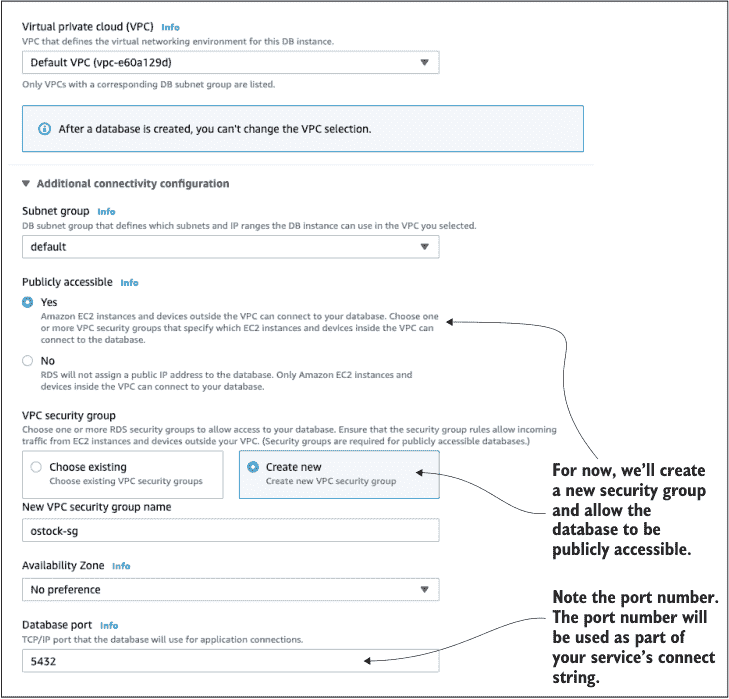 Virtual private cloud (VPC) Info
VPC that defines the virtual networking environment for this DB instance.
Default VPC (vpc-e60a129d)
Only VPCs with a corresponding DB subnet group are listed.
After a database is created, you can't change the VPC selection.
Additional connectivity configuration
Subnet group Info
DB subnet group that defines which subnets and IP ranges the DB instance can use in the VPC you selected.
default
Publicly accessible Info
Yes
Amazon EC2 instances and devices outside the VPC can connect to your database. Choose one
or more VPC security groups that specify which EC2 instances and devices inside the VPC can
connect to the database.
No
RDS will not assign a public IP address to the database. Only Amazon EC2 instances and
devices inside the VPC can connect to your database.
VPC security group
Choose one or more RDS security groups to allow access to your database. Ensure that the security group rules allow incoming
traffic from EC2 instances and devices outside your VPC. (Security groups are required for publicly accessible databases.)
Choose existing
Choose existing VPC security groups
Create new
Create new VPC security group
New VPC security group name
ostock-sg
Availability Zone Info
No preference
Database port Info
TCP/IP port that the database will use for application connections.
5432
For now, we'll create
a new security group
and allow the
database to be
publicly accessible.
Note the port number.
The port number will
be used as part of
your service's connect
string.